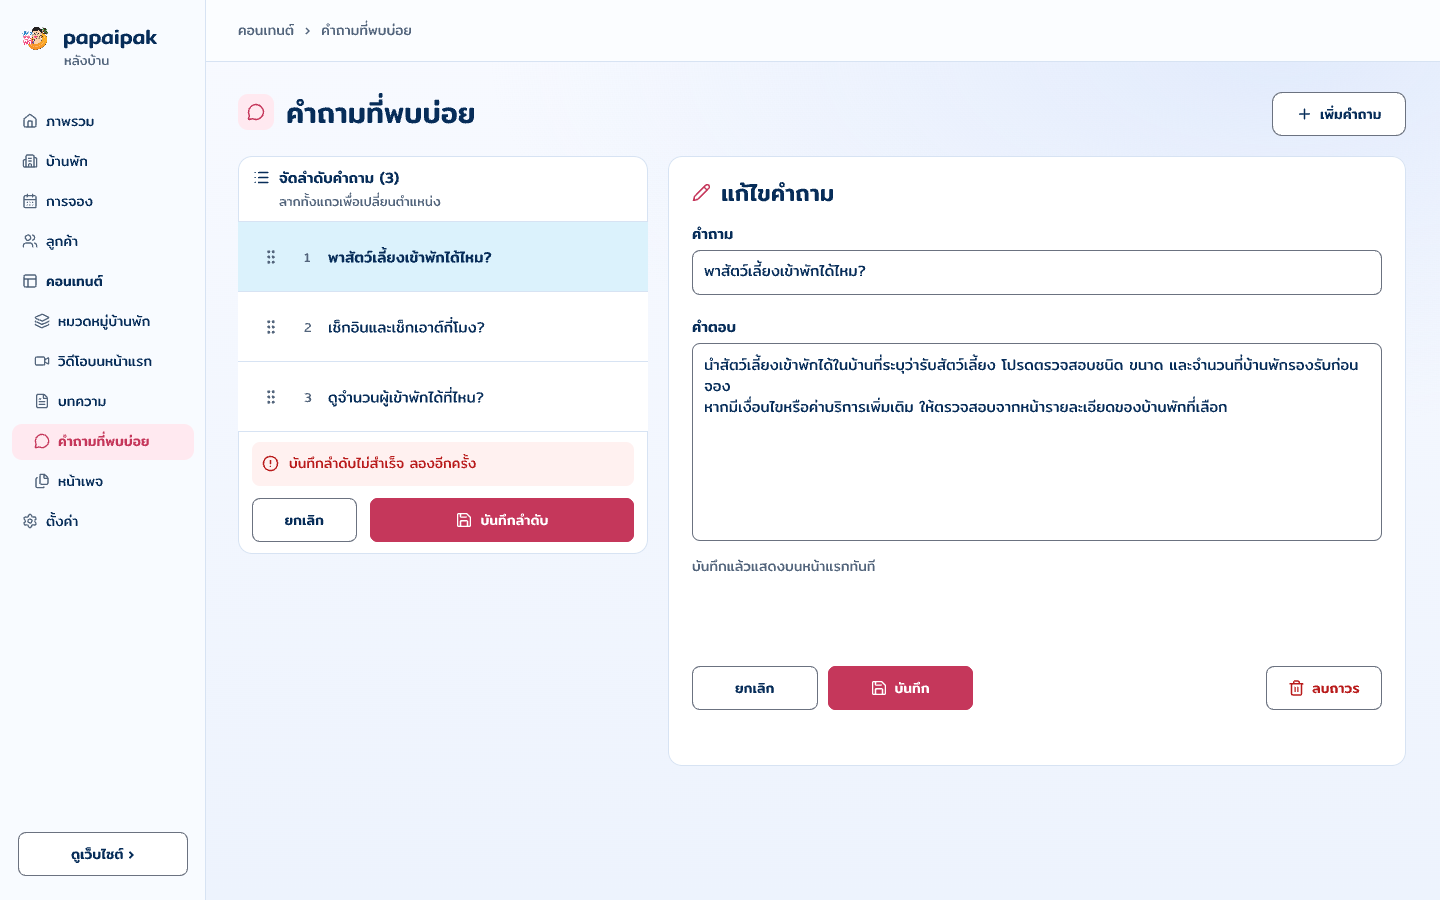 papaipak
หลังบ้าน
ภาพรวม
บ้านพัก
การจอง
ลูกค้า
คอนเทนต์
หมวดหมู่บ้านพัก
วิดีโอบนหน้าแรก
บทความ
คำถามที่พบบ่อย
หน้าเพจ
ตั้งค่า
ดูเว็บไซต์ ›
คอนเทนต์ › คำถามที่พบบ่อย
คำถามที่พบบ่อย
+ เพิ่มคำถาม
จัดลำดับคำถาม (3)
ลากทั้งแถวเพื่อเปลี่ยนตำแหน่ง
1 พาสัตว์เลี้ยงเข้าพักได้ไหม?
2 เช็กอินและเช็กเอาต์กี่โมง?
3 ดูจำนวนผู้เข้าพักได้ที่ไหน?
บันทึกลำดับไม่สำเร็จ ลองอีกครั้ง
ยกเลิก
บันทึกลำดับ
แก้ไขคำถาม
คำถาม
พาสัตว์เลี้ยงเข้าพักได้ไหม?
คำตอบ
นำสัตว์เลี้ยงเข้าพักได้ในบ้านที่ระบุว่ารับสัตว์เลี้ยง โปรดตรวจสอบชนิด ขนาด และจำนวนที่บ้านพักรองรับก่อน
จอง
หากมีเงื่อนไขหรือค่าบริการเพิ่มเติม ให้ตรวจสอบจากหน้ารายละเอียดของบ้านพักที่เลือก
บันทึกแล้วแสดงบนหน้าแรกทันที
ยกเลิก
บันทึก
ลบถาวร